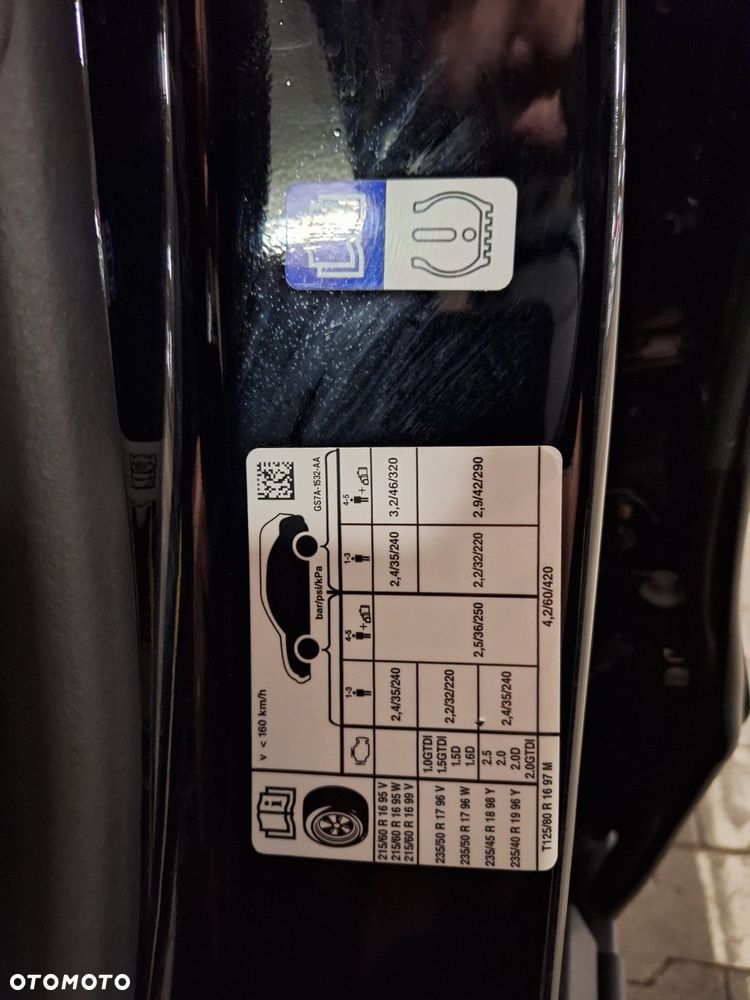 v < 160 km/h
GS7A-1532-AA
bar/psi/kPa
1-3 4-5 1-3 4-5
215/60 R 16 95 V
215/60 R 16 95 W
215/60 R 16 99 V
2,4/35/240 2,4/35/240 3,2/46/320
235/50 R 17 96 V
235/50 R 17 96 W
235/45 R 18 98 Y
235/40 R 19 96 Y
1.0GTDI
1.5GTDI
1.5D
1.6D
2,2/32/220
2.5
2.0
2.0D
2.0GTDI
2,4/35/240
2,5/36/250 2,2/32/220 2,9/42/290
T125/80 R 16 97 M 4,2/60/420
OTOMOTO